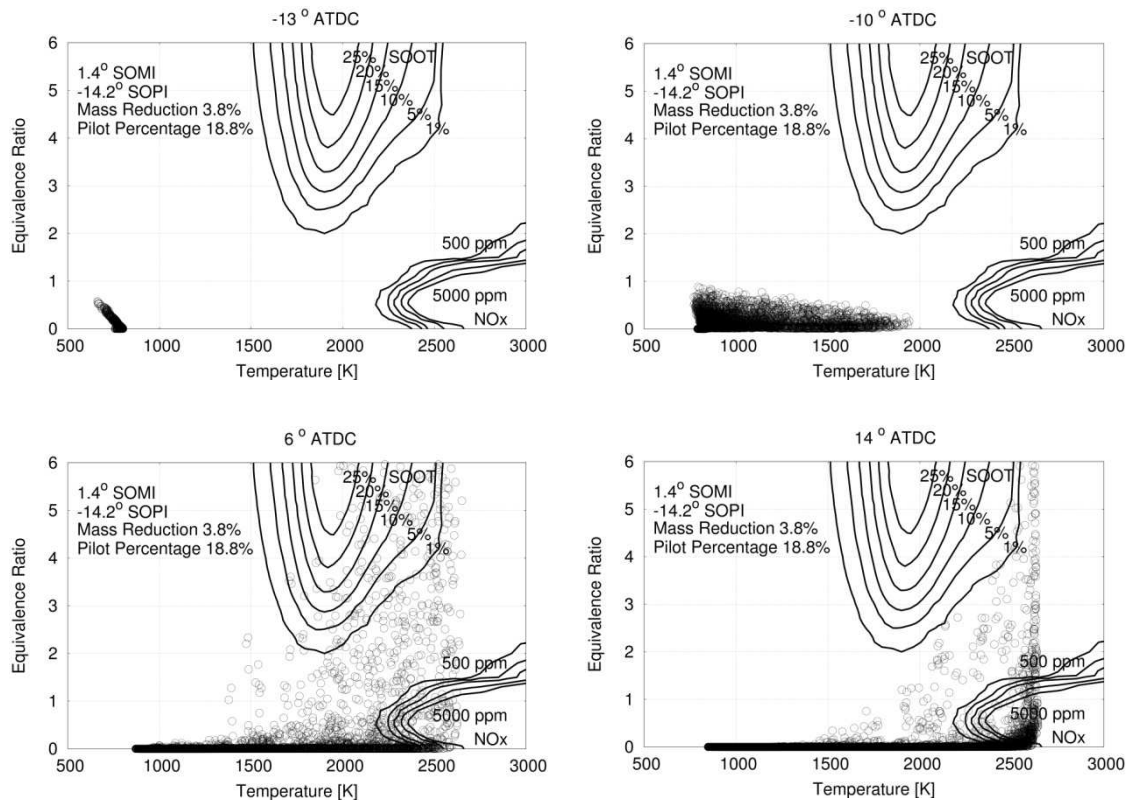 -13 ° ATDC
6
5
4
3
2
1
0
Equivalence Ratio
1.4° SOMI
-14.2° SOPI
Mass Reduction 3.8%
Pilot Percentage 18.8%
25% SOOT
20%
15%
10%
5%
1%
500 ppm
5000 ppm
NOx
500 1000 1500 2000 2500 3000
Temperature [K]
-10 ° ATDC
6
5
4
3
2
1
0
Equivalence Ratio
1.4° SOMI
-14.2° SOPI
Mass Reduction 3.8%
Pilot Percentage 18.8%
25% SOOT
20%
15%
10%
5%
1%
500 ppm
5000 ppm
NOx
500 1000 1500 2000 2500 3000
Temperature [K]
6 ° ATDC
6
5
4
3
2
1
0
Equivalence Ratio
1.4° SOMI
-14.2° SOPI
Mass Reduction 3.8%
Pilot Percentage 18.8%
25% SOOT
20%
15%
10%
5%
1%
500 ppm
5000 ppm
NOx
500 1000 1500 2000 2500 3000
Temperature [K]
14 ° ATDC
6
5
4
3
2
1
0
Equivalence Ratio
1.4° SOMI
-14.2° SOPI
Mass Reduction 3.8%
Pilot Percentage 18.8%
25% SOOT
20%
15%
10%
5%
1%
500 ppm
5000 ppm
NOx
500 1000 1500 2000 2500 3000
Temperature [K]